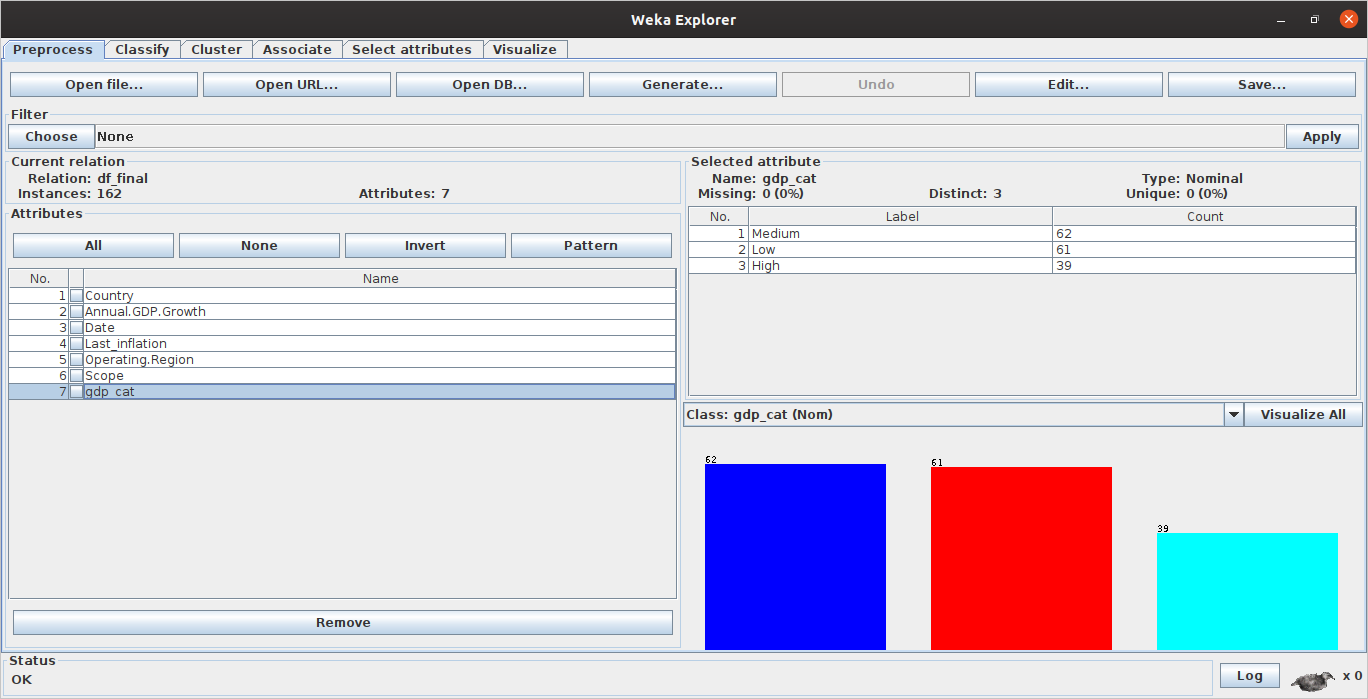 Weka Explorer
Preprocess Classify Cluster Associate Select attributes Visualize
Open file... Open URL... Open DB... Generate... Undo Edit... Save...
Filter
Choose None Apply
Current relation
Relation: df_final
Instances: 162 Attributes: 7
Attributes
All None Invert Pattern
No. Name
1 Country
2 Annual.GDP.Growth
3 Date
4 Last_inflation
5 Operating.Region
6 Scope
7 gdp_cat
Remove
Selected attribute
Name: gdp_cat Type: Nominal
Missing: 0 (0%) Distinct: 3 Unique: 0 (0%)
No. Label Count
1 Medium 62
2 Low 61
3 High 39
Class: gdp_cat (Nom) Visualize All
62
61
39
Status
OK
Log x 0